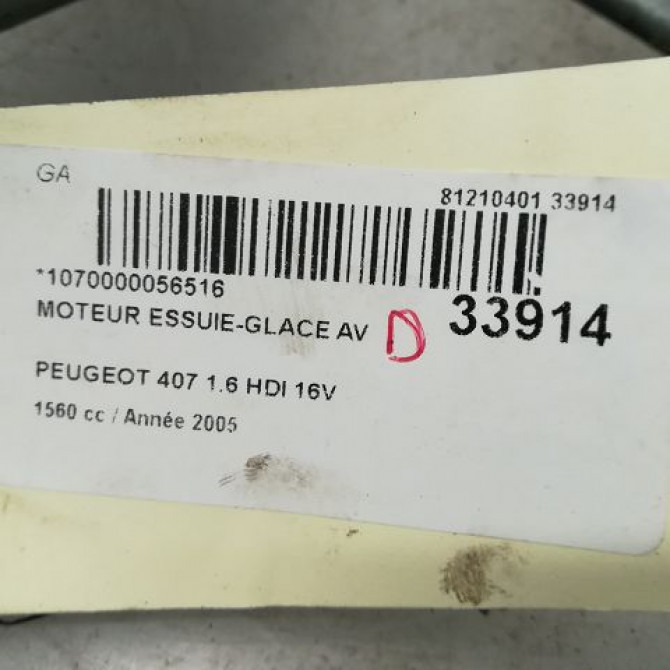 GA
81210401 33914
*1070000056516
MOTEUR ESSUIE-GLACE AV D 33914
PEUGEOT 407 1.6 HDI 16V
1560 cc / Année 2005